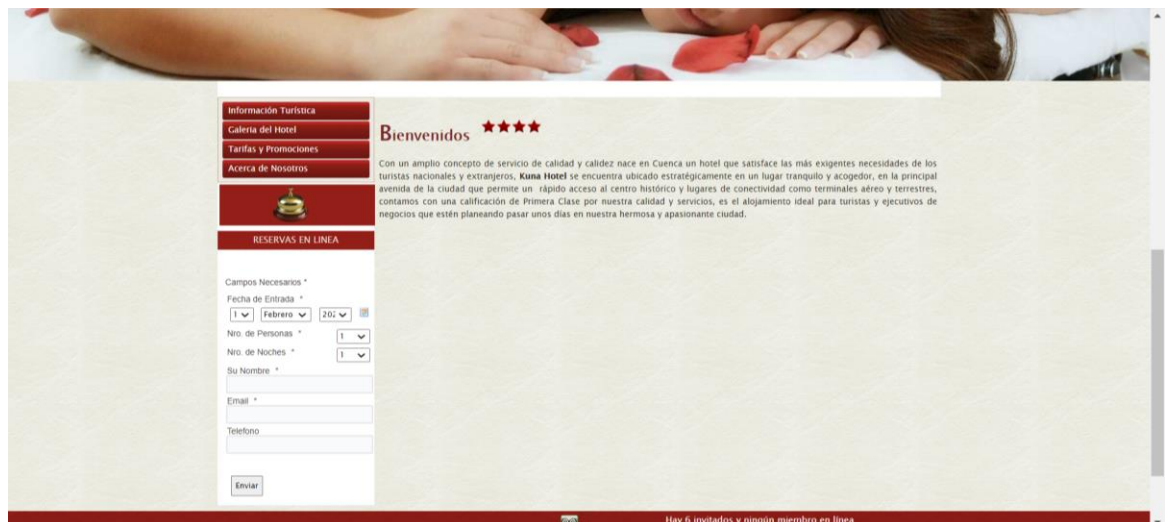 Información Turística
Galería del Hotel
Tarifas y Promociones
Acerca de Nosotros
RESERVAS EN LINEA
Campos Necesarios *
Fecha de Entrada *
1 Febrero 202
Nro. de Personas * 1
Nro. de Noches * 1
Su Nombre *
Email *
Telefono
Enviar
Bienvenidos
Con un amplio concepto de servicio de calidad y calidez nace en Cuenca un hotel que satisface las más exigentes necesidades de los
turistas nacionales y extranjeros, Kuna Hotel se encuentra ubicado estratégicamente en un lugar tranquilo y acogedor, en la principal
avenida de la ciudad que permite un rápido acceso al centro histórico y lugares de conectividad como terminales aéreo y terrestres,
contamos con una calificación de Primera Clase por nuestra calidad y servicios, es el alojamiento ideal para turistas y ejecutivos de
negocios que estén planeando pasar unos días en nuestra hermosa y apasionante ciudad.
Hay 6 invitados y ningún miembro en línea